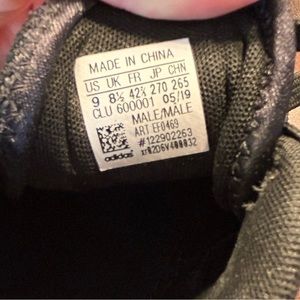 MADE IN CHINA
US UK FR JP CHN
9 8½ 42⅔ 270 265
CLU 600001 05/19
MALE/MALE
ART EF0469
#122902263
adidas